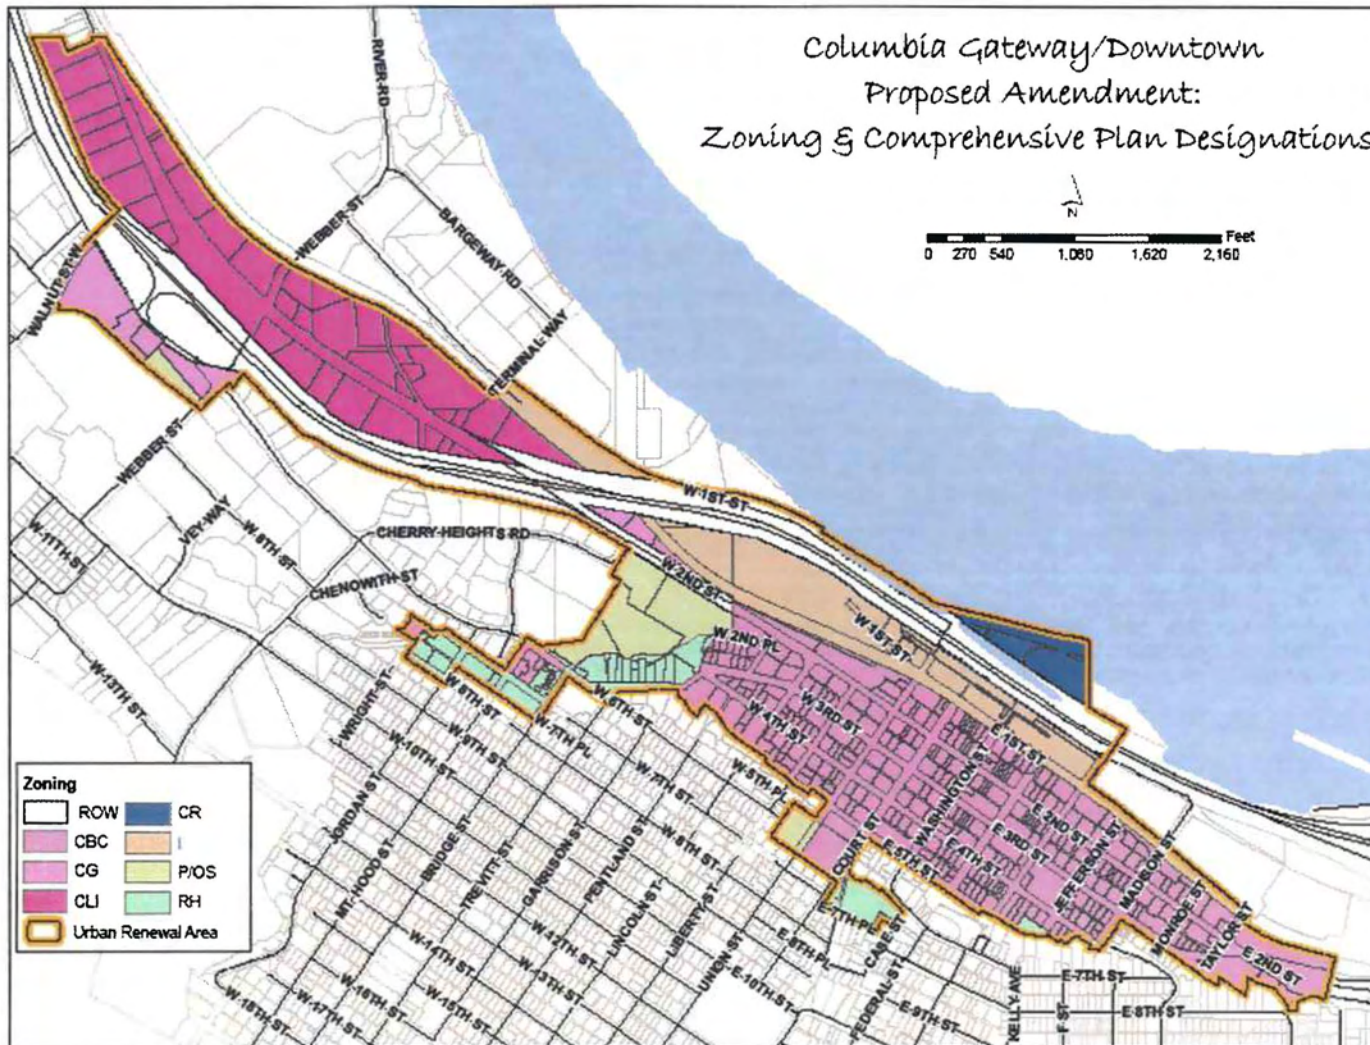 Columbia Gateway/Downtown
Proposed Amendment:
Zoning & Comprehensive Plan Designations
N
Feet
0 270 540 1,080 1,620 2,160
RIVER RD
WEBBER ST
BARGEWAY RD
TERMINAL WAY
WALNUT ST W
WEBBER ST
W 1ST ST
VEY WAY
W 8TH ST
W 11TH ST
CHERRY HEIGHTS RD
CHENOWITH ST
W 2ND ST
W 1ST ST
W 2ND PL
W 13TH ST
WRIGHT ST
W 8TH ST
W 7TH PL
W 6TH ST
W 3RD ST
W 4TH ST
W 5TH PL
W 10TH ST
W 9TH ST
W 7TH ST
W 8TH ST
E 1ST ST
WASHINGTON ST
E 2ND ST
E 3RD ST
E 4TH ST
E 5TH ST
COURT ST
JEFFERSON ST
MADISON ST
MONROE ST
TAYLOR ST
E 2ND ST
JORDAN ST
MT HOOD ST
BRIDGE ST
TREVITT ST
GARRISON ST
PENTLAND ST
LINCOLN ST
LIBERTY ST
UNION ST
E 7TH PL
CASE ST
E 8TH PL
FEDERAL ST
E 10TH ST
E 9TH ST
KELLY AVE
F ST
E 7TH ST
E 8TH ST
W 12TH ST
W 13TH ST
W 14TH ST
W 15TH ST
W 16TH ST
W 17TH ST
W 18TH ST
Zoning
ROW CR
CBC I
CG P/OS
CLI RH
Urban Renewal Area